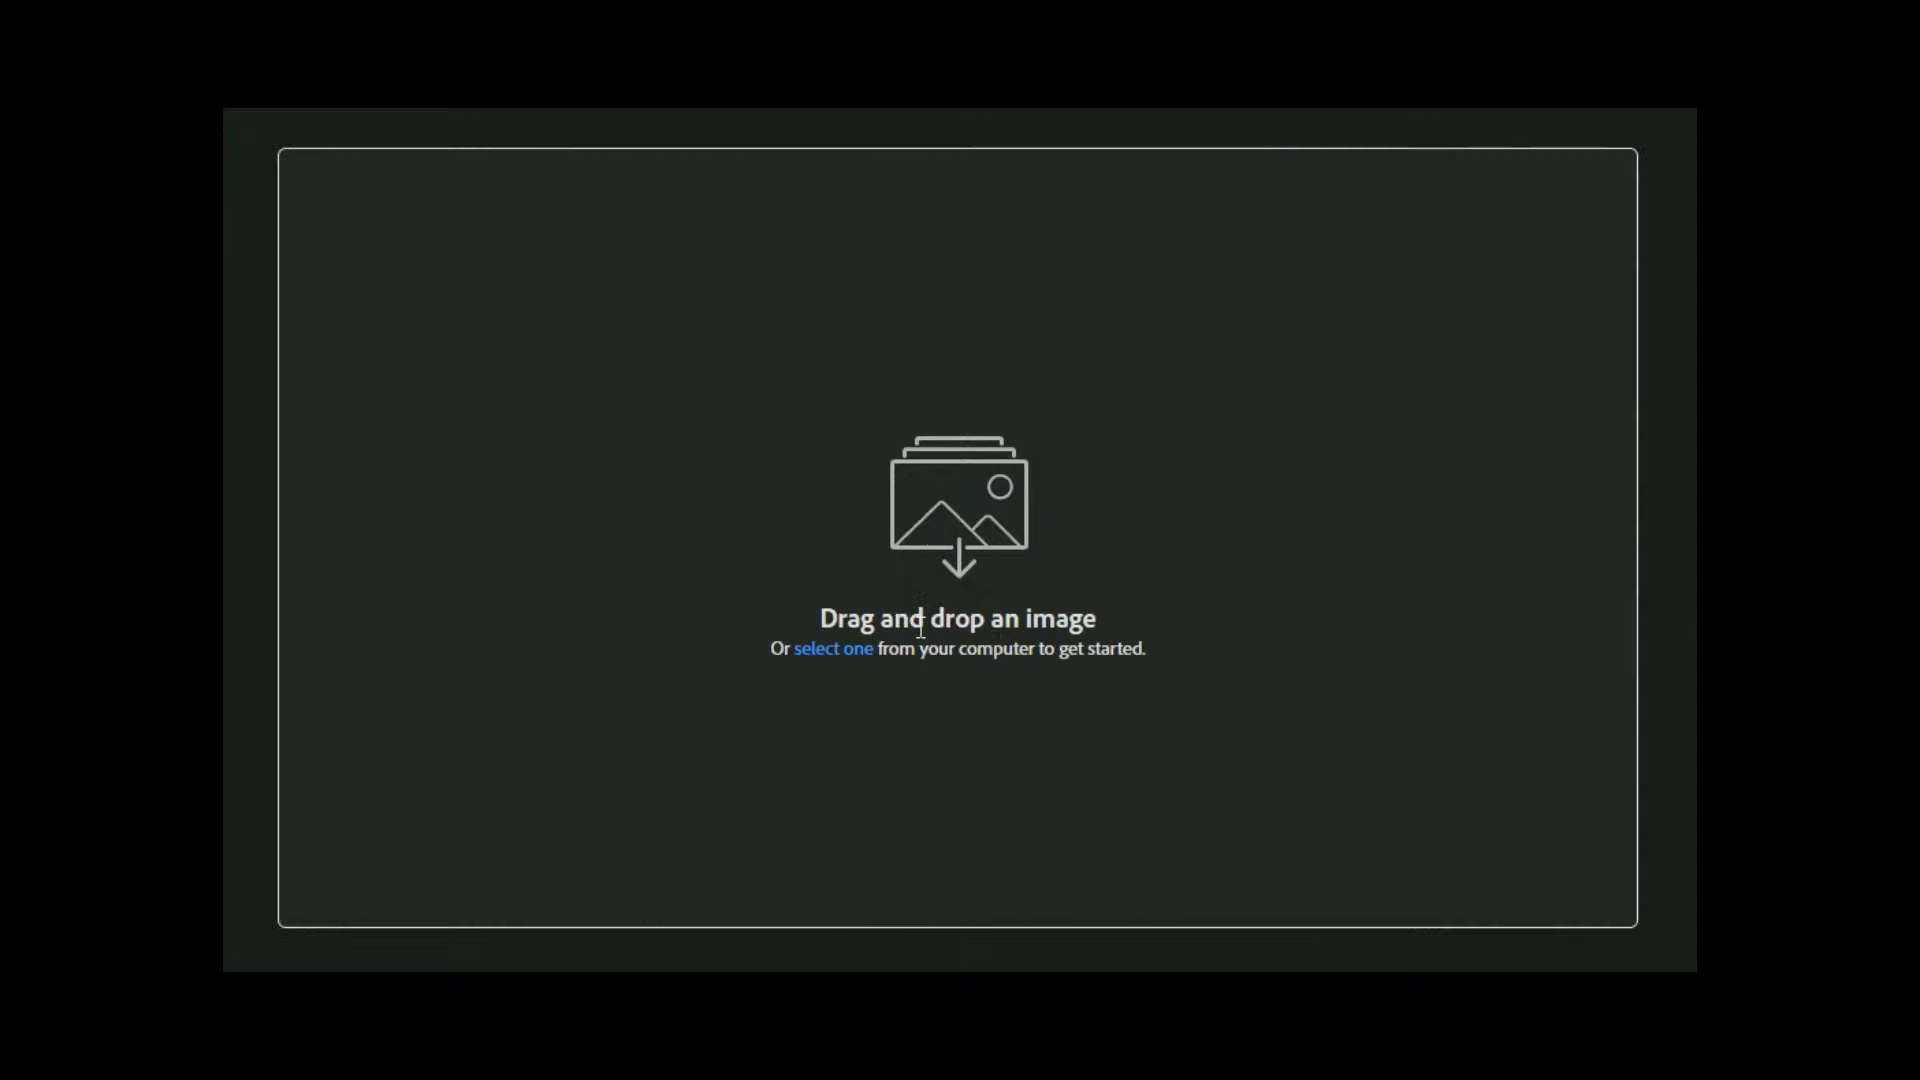 Drag and drop an image
Or select one from your computer to get started.